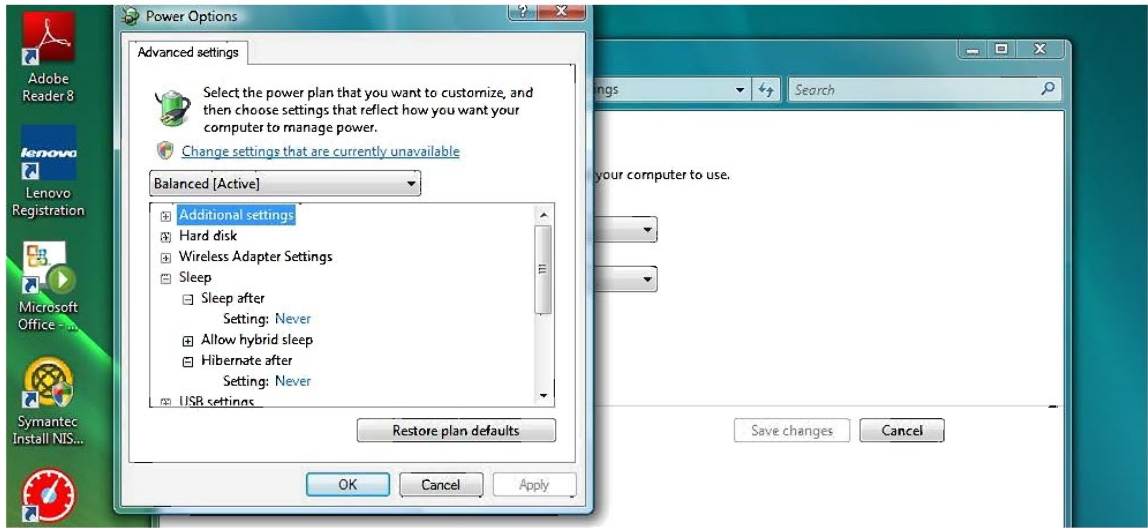 Adobe
Reader 8
lenovo
Lenovo
Registration
Microsoft
Office - ...
Symantec
Install NIS...
Power Options
?
X
Advanced settings
Select the power plan that you want to customize, and
then choose settings that reflect how you want your
computer to manage power.
Change settings that are currently unavailable
Balanced [Active]
Additional settings
Hard disk
Wireless Adapter Settings
Sleep
Sleep after
Setting: Never
Allow hybrid sleep
Hibernate after
Setting: Never
USB settings
Restore plan defaults
OK Cancel Apply
ngs
Search
your computer to use.
Save changes Cancel